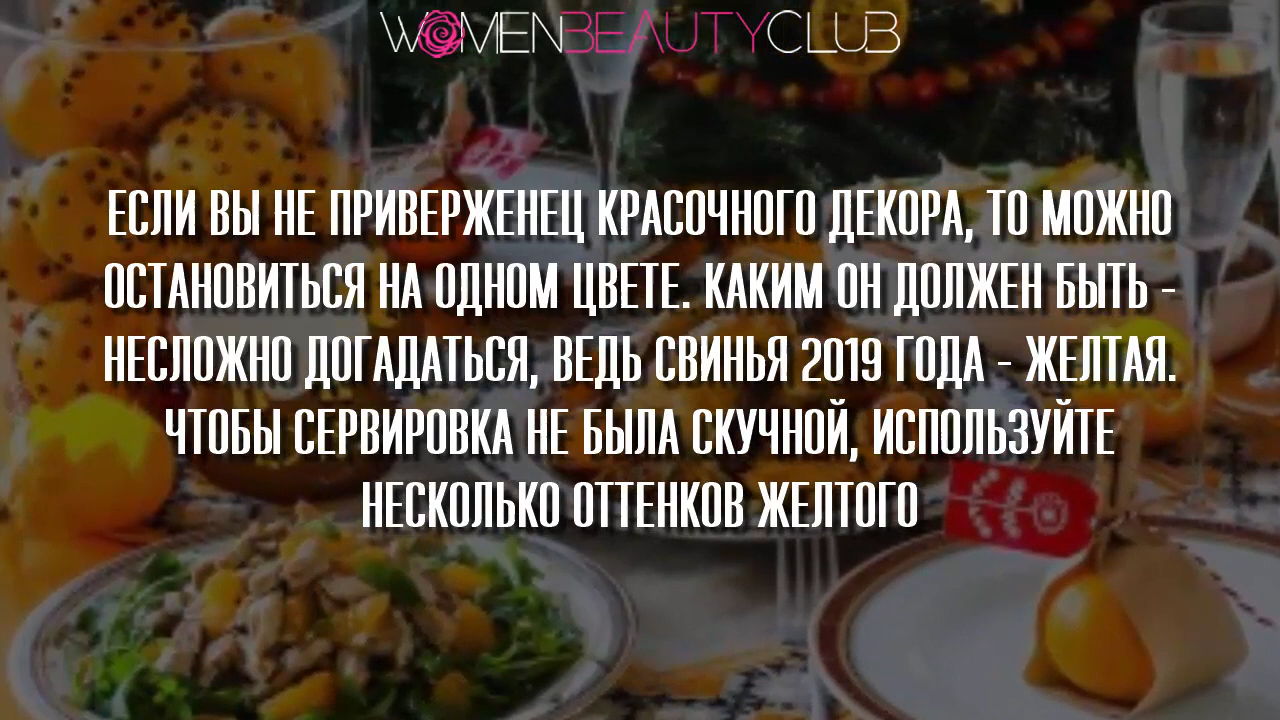 WOMENBEAUTYCLUB
ЕСЛИ ВЫ НЕ ПРИВЕРЖЕНЕЦ КРАСОЧНОГО ДЕКОРА, ТО МОЖНО
ОСТАНОВИТЬСЯ НА ОДНОМ ЦВЕТЕ. КАКИМ ОН ДОЛЖЕН БЫТЬ -
НЕСЛОЖНО ДОГАДАТЬСЯ, ВЕДЬ СВИНЬЯ 2019 ГОДА - ЖЕЛТАЯ.
ЧТОБЫ СЕРВИРОВКА НЕ БЫЛА СКУЧНОЙ, ИСПОЛЬЗУЙТЕ
НЕСКОЛЬКО ОТТЕНКОВ ЖЕЛТОГО